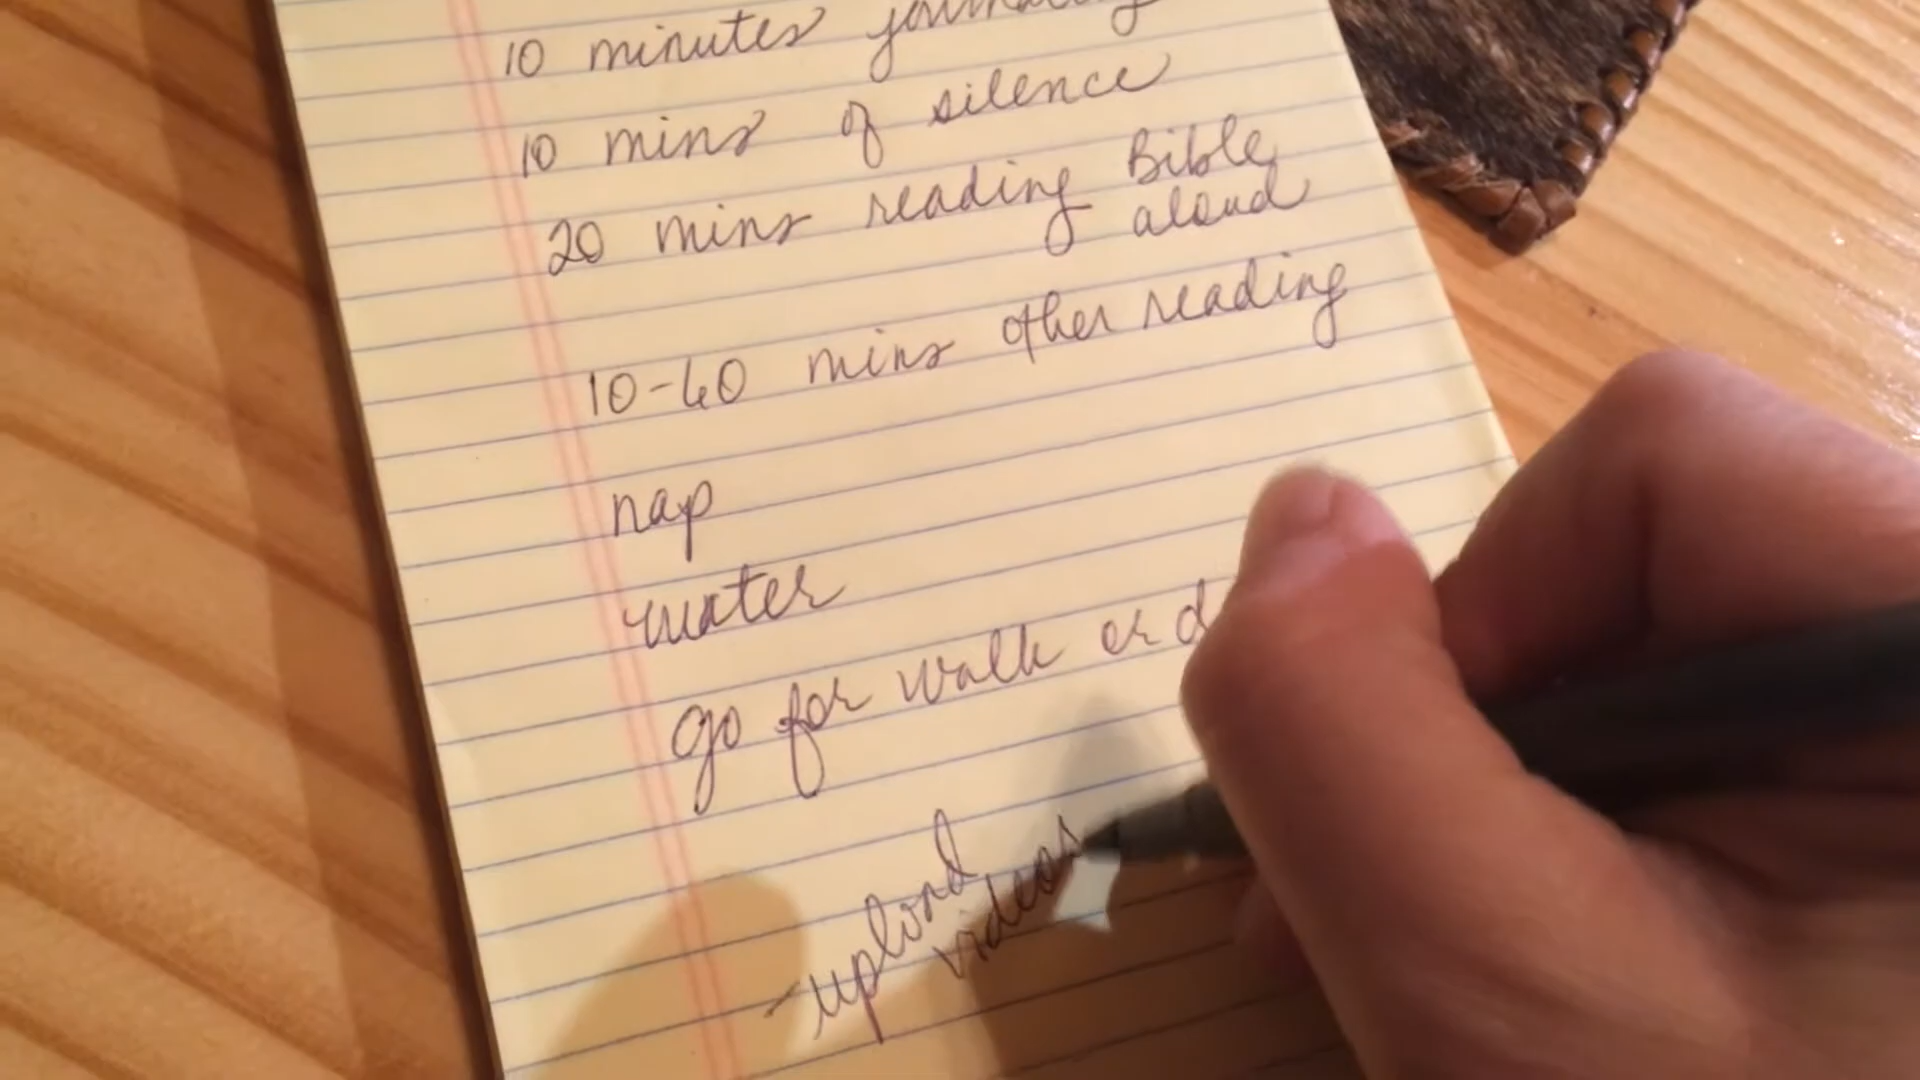 10 minutes journaling
10 mins of silence
20 mins reading Bible
aloud
10-60 mins other reading
nap
water
go for walk or
-upload
videos